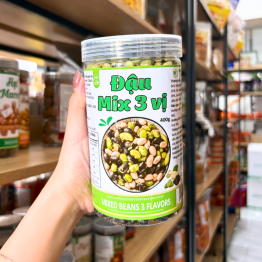 Đậu
Mix 3 vị
400g
MIXED BEANS 3 FLAVORS